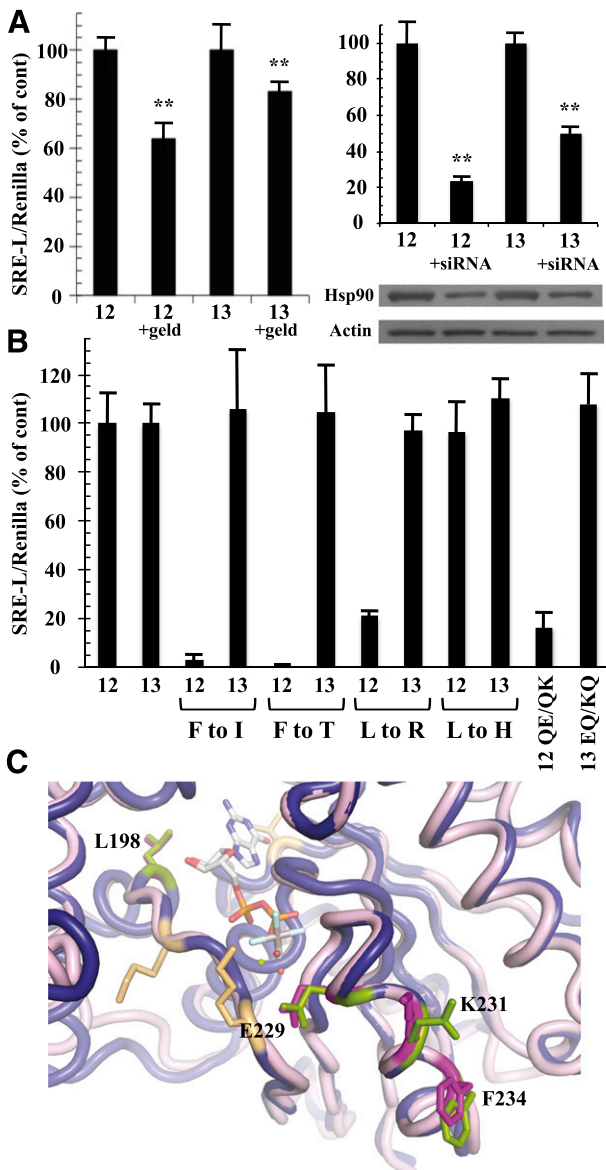 A
SRE-L/Renilla (% of cont)
100
80
60
40
20
0
**
**
12
12
13
13
+geld
+geld
100
80
60
40
20
0
**
**
12
12
13
13
+siRNA
+siRNA
Hsp90
Actin
B
SRE-L/Renilla (% of cont)
120
100
80
60
40
20
0
12
13
12
13
12
13
12
13
12
13
12 QE/QK
13 EQ/KQ
F to I
F to T
L to R
L to H
C
L198
E229
K231
F234